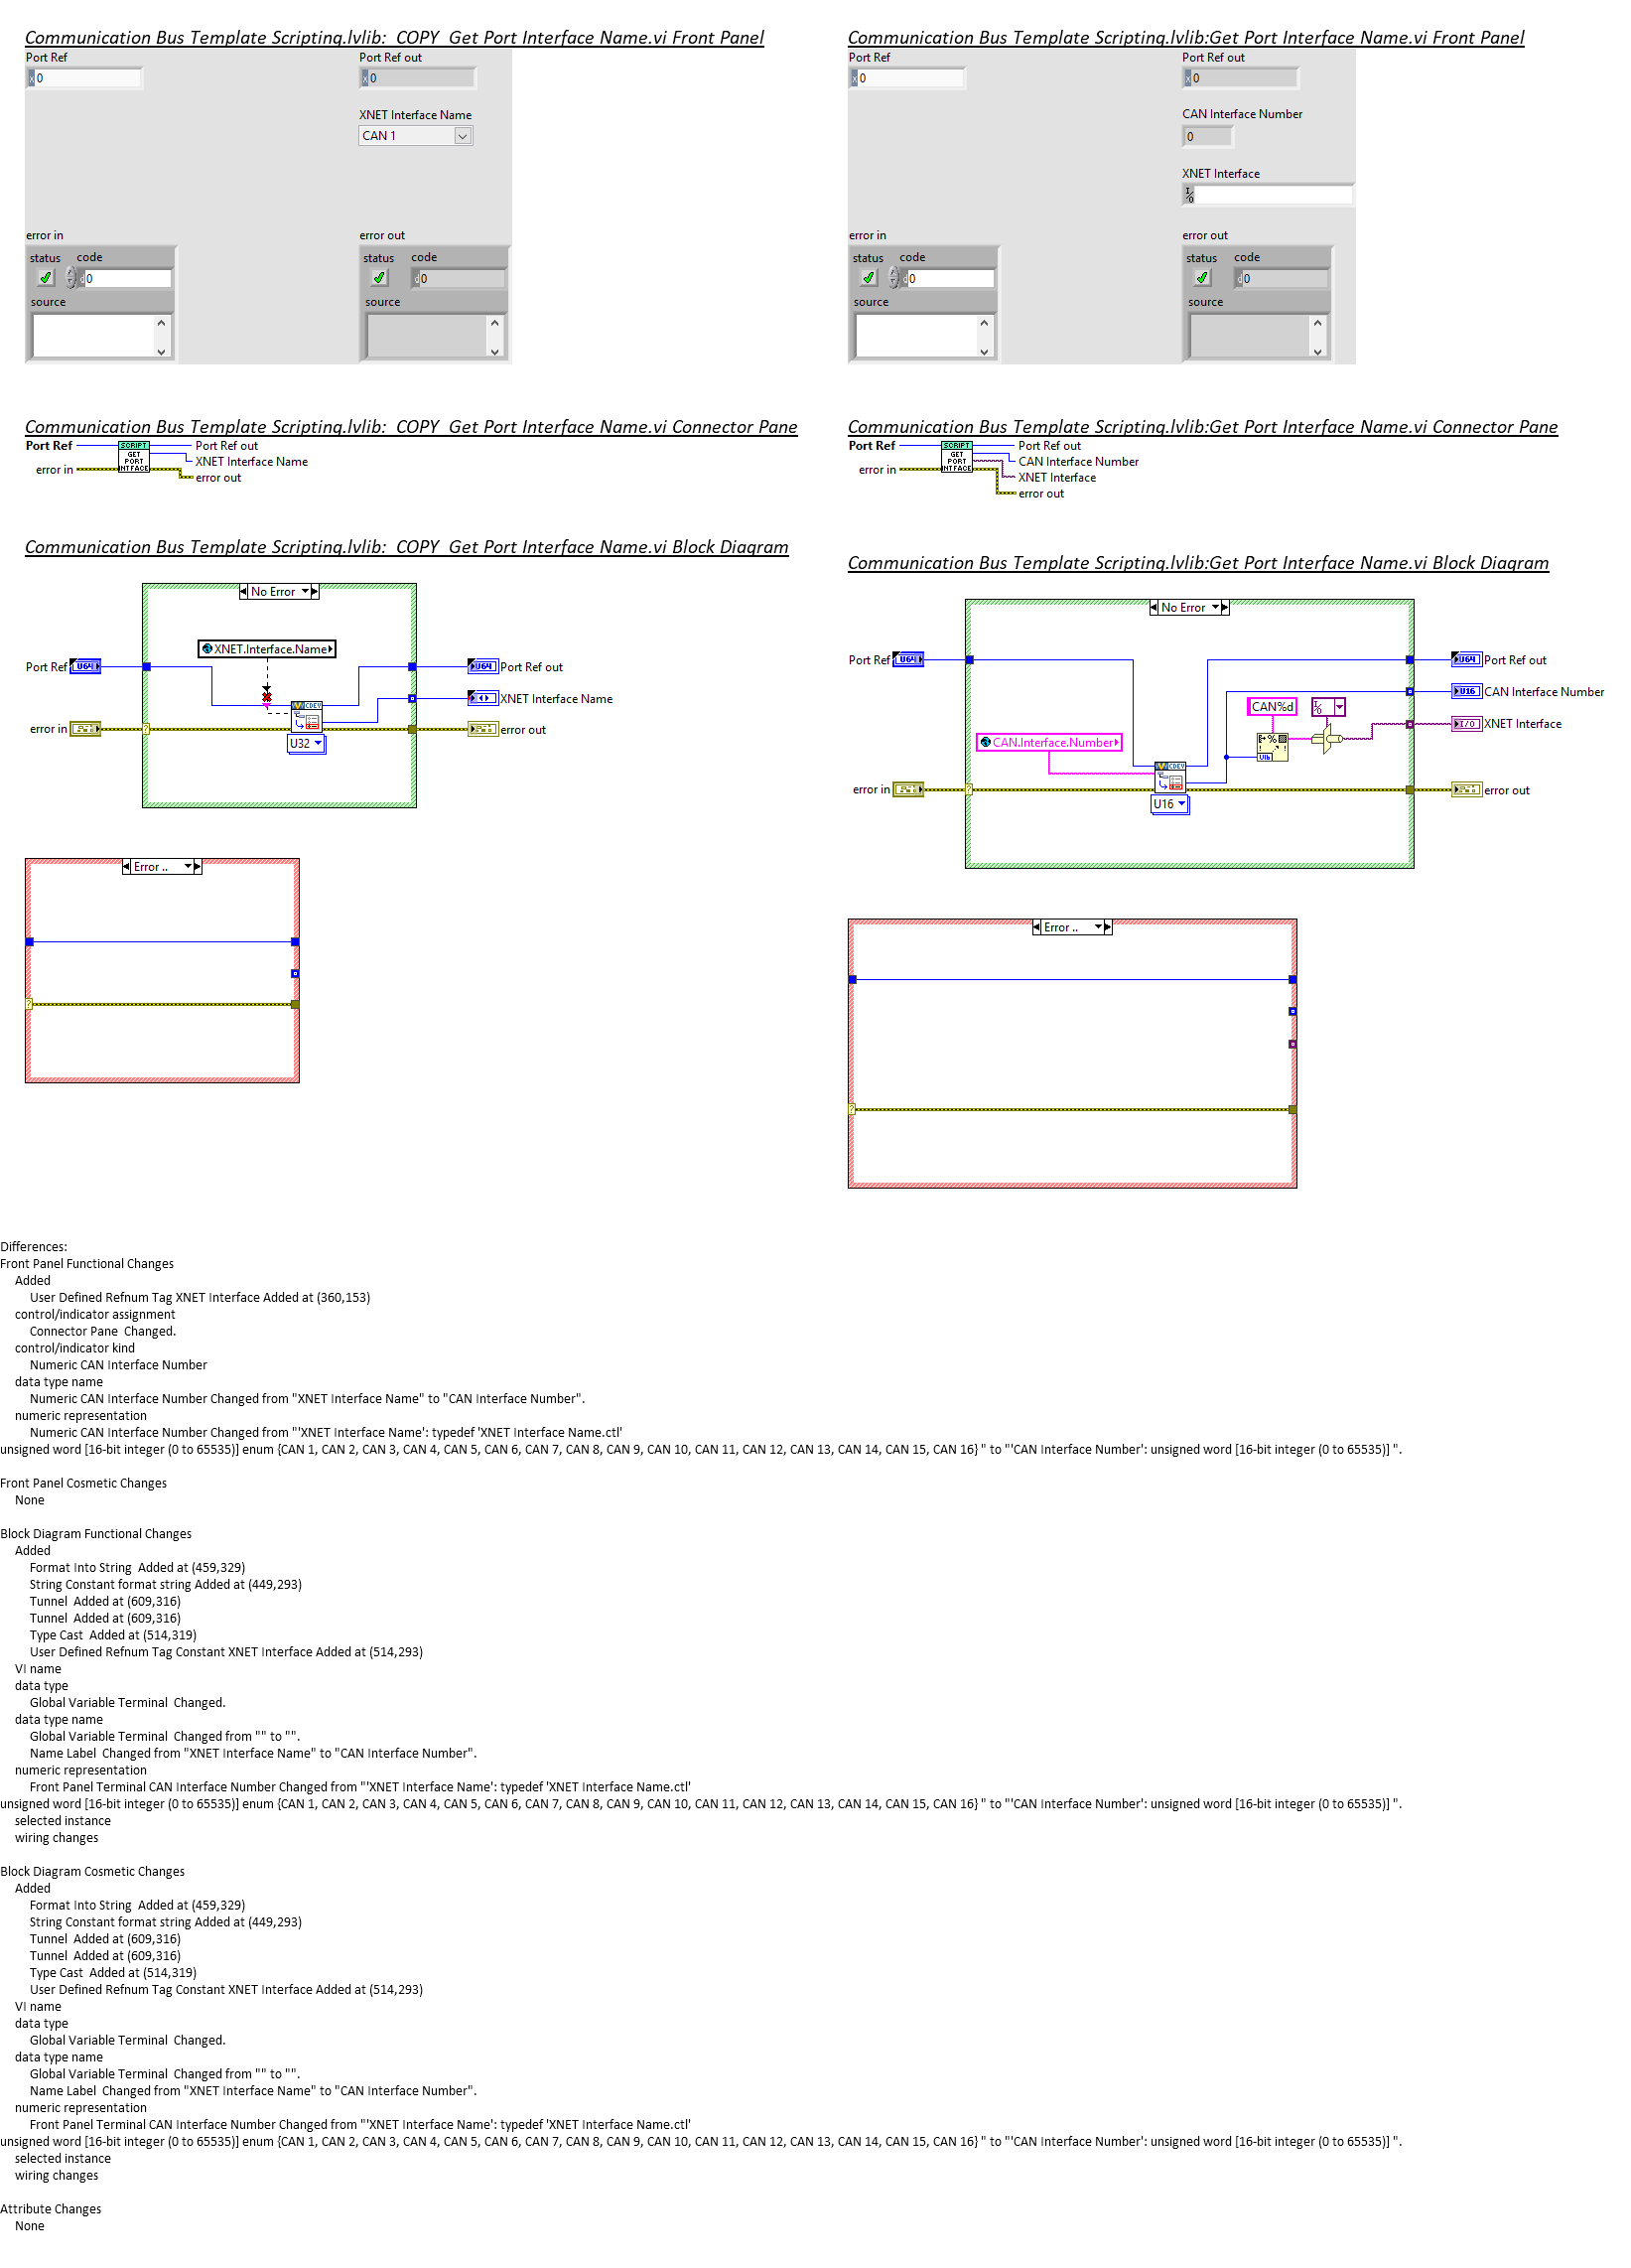 Communication Bus Template Scripting.lvlib:  COPY  Get Port Interface Name.vi Front Panel
Port Ref
x 0
Port Ref out
x 0
XNET Interface Name
CAN 1
error in
status
code
d 0
source
error out
status
code
d 0
source
Communication Bus Template Scripting.lvlib:Get Port Interface Name.vi Front Panel
Port Ref
x 0
Port Ref out
x 0
CAN Interface Number
0
XNET Interface
I/O
error in
status
code
d 0
source
error out
status
code
d 0
source
Communication Bus Template Scripting.lvlib:  COPY  Get Port Interface Name.vi Connector Pane
Port Ref
error in
SCRIPT
GET
PORT
INTFACE
Port Ref out
XNET Interface Name
error out
Communication Bus Template Scripting.lvlib:Get Port Interface Name.vi Connector Pane
Port Ref
error in
SCRIPT
GET
PORT
INTFACE
Port Ref out
CAN Interface Number
XNET Interface
error out
Communication Bus Template Scripting.lvlib:  COPY  Get Port Interface Name.vi Block Diagram
No Error
XNET.Interface.Name
Port Ref
U64
U64
Port Ref out
XNET Interface Name
CDEV
error in
?
error out
U32
Error ..
?
Communication Bus Template Scripting.lvlib:Get Port Interface Name.vi Block Diagram
No Error
Port Ref
U64
U64
Port Ref out
U16
CAN Interface Number
CAN%d
I/O
I/O
XNET Interface
CAN.Interface.Number
U16
CDEV
error in
?
error out
U16
Error ..
?
Differences:
Front Panel Functional Changes
Added
User Defined Refnum Tag XNET Interface Added at (360,153)
control/indicator assignment
Connector Pane  Changed.
control/indicator kind
Numeric CAN Interface Number
data type name
Numeric CAN Interface Number Changed from "XNET Interface Name" to "CAN Interface Number".
numeric representation
Numeric CAN Interface Number Changed from "'XNET Interface Name': typedef 'XNET Interface Name.ctl'
unsigned word [16-bit integer (0 to 65535)] enum {CAN 1, CAN 2, CAN 3, CAN 4, CAN 5, CAN 6, CAN 7, CAN 8, CAN 9, CAN 10, CAN 11, CAN 12, CAN 13, CAN 14, CAN 15, CAN 16} " to "'CAN Interface Number': unsigned word [16-bit integer (0 to 65535)] ".
Front Panel Cosmetic Changes
None
Block Diagram Functional Changes
Added
Format Into String  Added at (459,329)
String Constant format string Added at (449,293)
Tunnel  Added at (609,316)
Tunnel  Added at (609,316)
Type Cast  Added at (514,319)
User Defined Refnum Tag Constant XNET Interface Added at (514,293)
VI name
data type
Global Variable Terminal  Changed.
data type name
Global Variable Terminal  Changed from "" to "".
Name Label  Changed from "XNET Interface Name" to "CAN Interface Number".
numeric representation
Front Panel Terminal CAN Interface Number Changed from "'XNET Interface Name': typedef 'XNET Interface Name.ctl'
unsigned word [16-bit integer (0 to 65535)] enum {CAN 1, CAN 2, CAN 3, CAN 4, CAN 5, CAN 6, CAN 7, CAN 8, CAN 9, CAN 10, CAN 11, CAN 12, CAN 13, CAN 14, CAN 15, CAN 16} " to "'CAN Interface Number': unsigned word [16-bit integer (0 to 65535)] ".
selected instance
wiring changes
Block Diagram Cosmetic Changes
Added
Format Into String  Added at (459,329)
String Constant format string Added at (449,293)
Tunnel  Added at (609,316)
Tunnel  Added at (609,316)
Type Cast  Added at (514,319)
User Defined Refnum Tag Constant XNET Interface Added at (514,293)
VI name
data type
Global Variable Terminal  Changed.
data type name
Global Variable Terminal  Changed from "" to "".
Name Label  Changed from "XNET Interface Name" to "CAN Interface Number".
numeric representation
Front Panel Terminal CAN Interface Number Changed from "'XNET Interface Name': typedef 'XNET Interface Name.ctl'
unsigned word [16-bit integer (0 to 65535)] enum {CAN 1, CAN 2, CAN 3, CAN 4, CAN 5, CAN 6, CAN 7, CAN 8, CAN 9, CAN 10, CAN 11, CAN 12, CAN 13, CAN 14, CAN 15, CAN 16} " to "'CAN Interface Number': unsigned word [16-bit integer (0 to 65535)] ".
selected instance
wiring changes
Attribute Changes
None